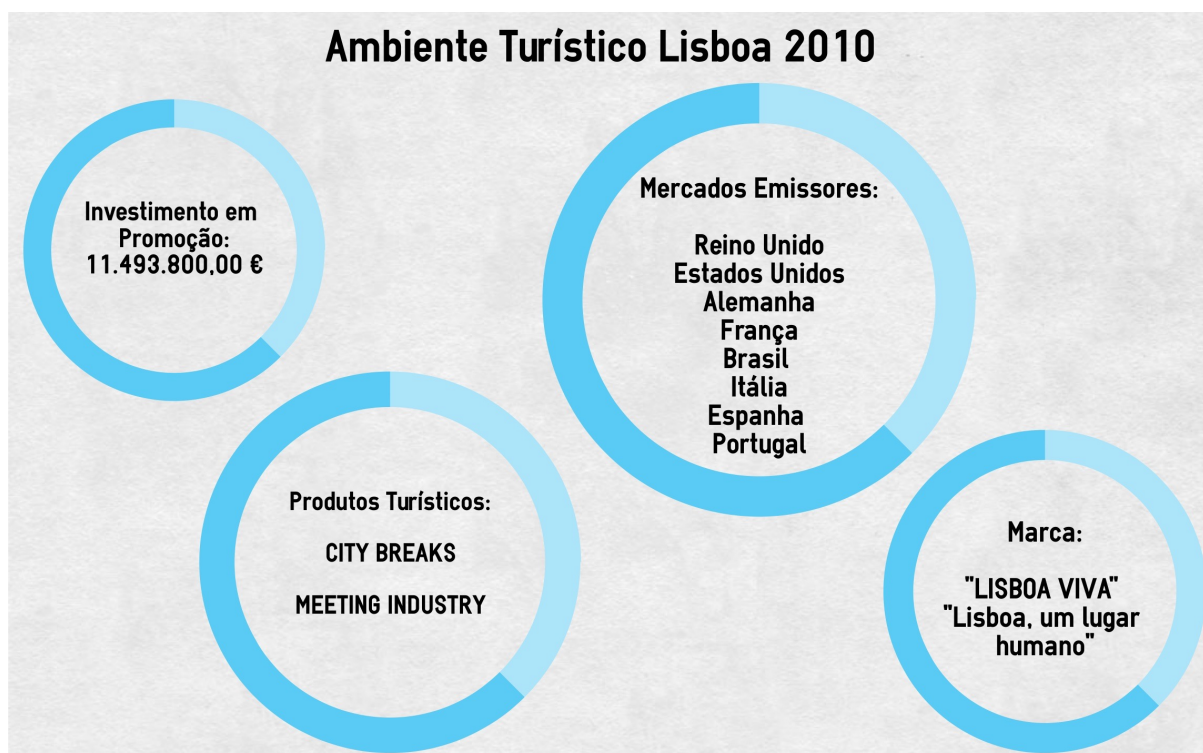 Ambiente Turístico Lisboa 2010
Investimento em
Promoção:
11.493.800,00 €
Mercados Emissores:
Reino Unido
Estados Unidos
Alemanha
França
Brasil
Itália
Espanha
Portugal
Produtos Turísticos:
CITY BREAKS
MEETING INDUSTRY
Marca:
"LISBOA VIVA"
"Lisboa, um lugar
humano"